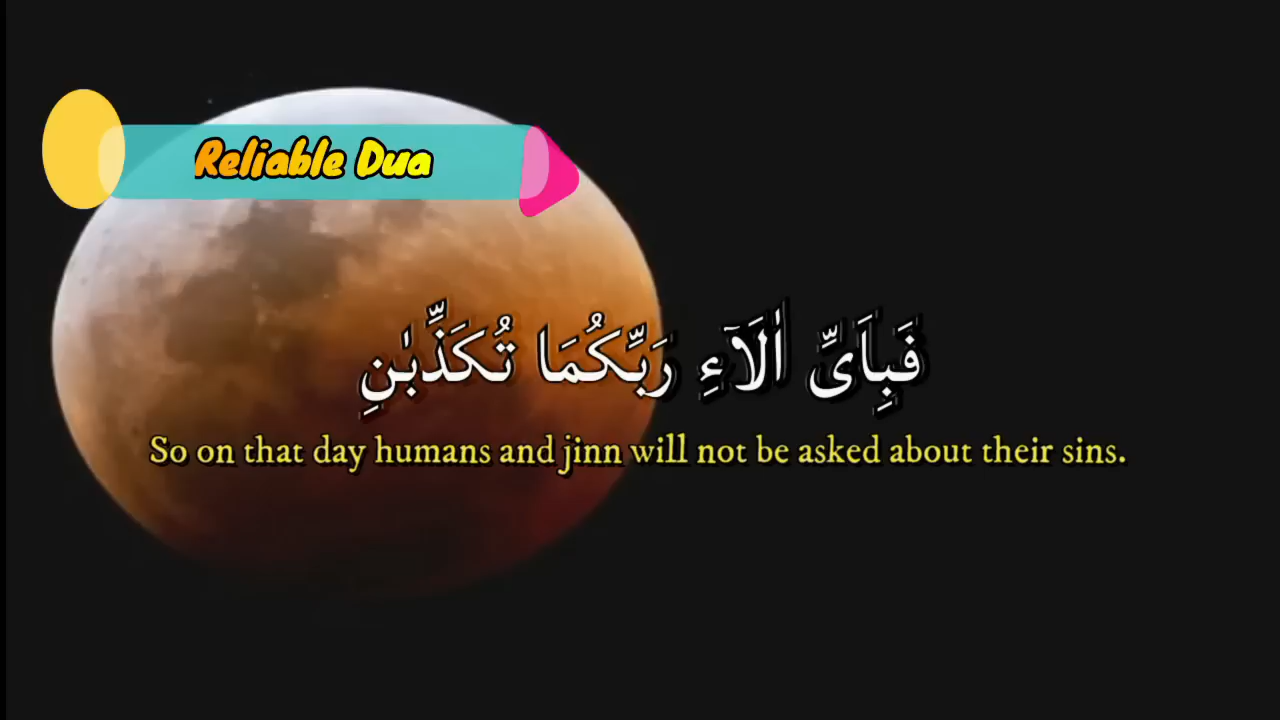 Reliable Dua
فَبِاَىِّ اٰلَآءِ رَبِّكُمَا تُكَذِّبٰنِ
So on that day humans and jinn will not be asked about their sins.